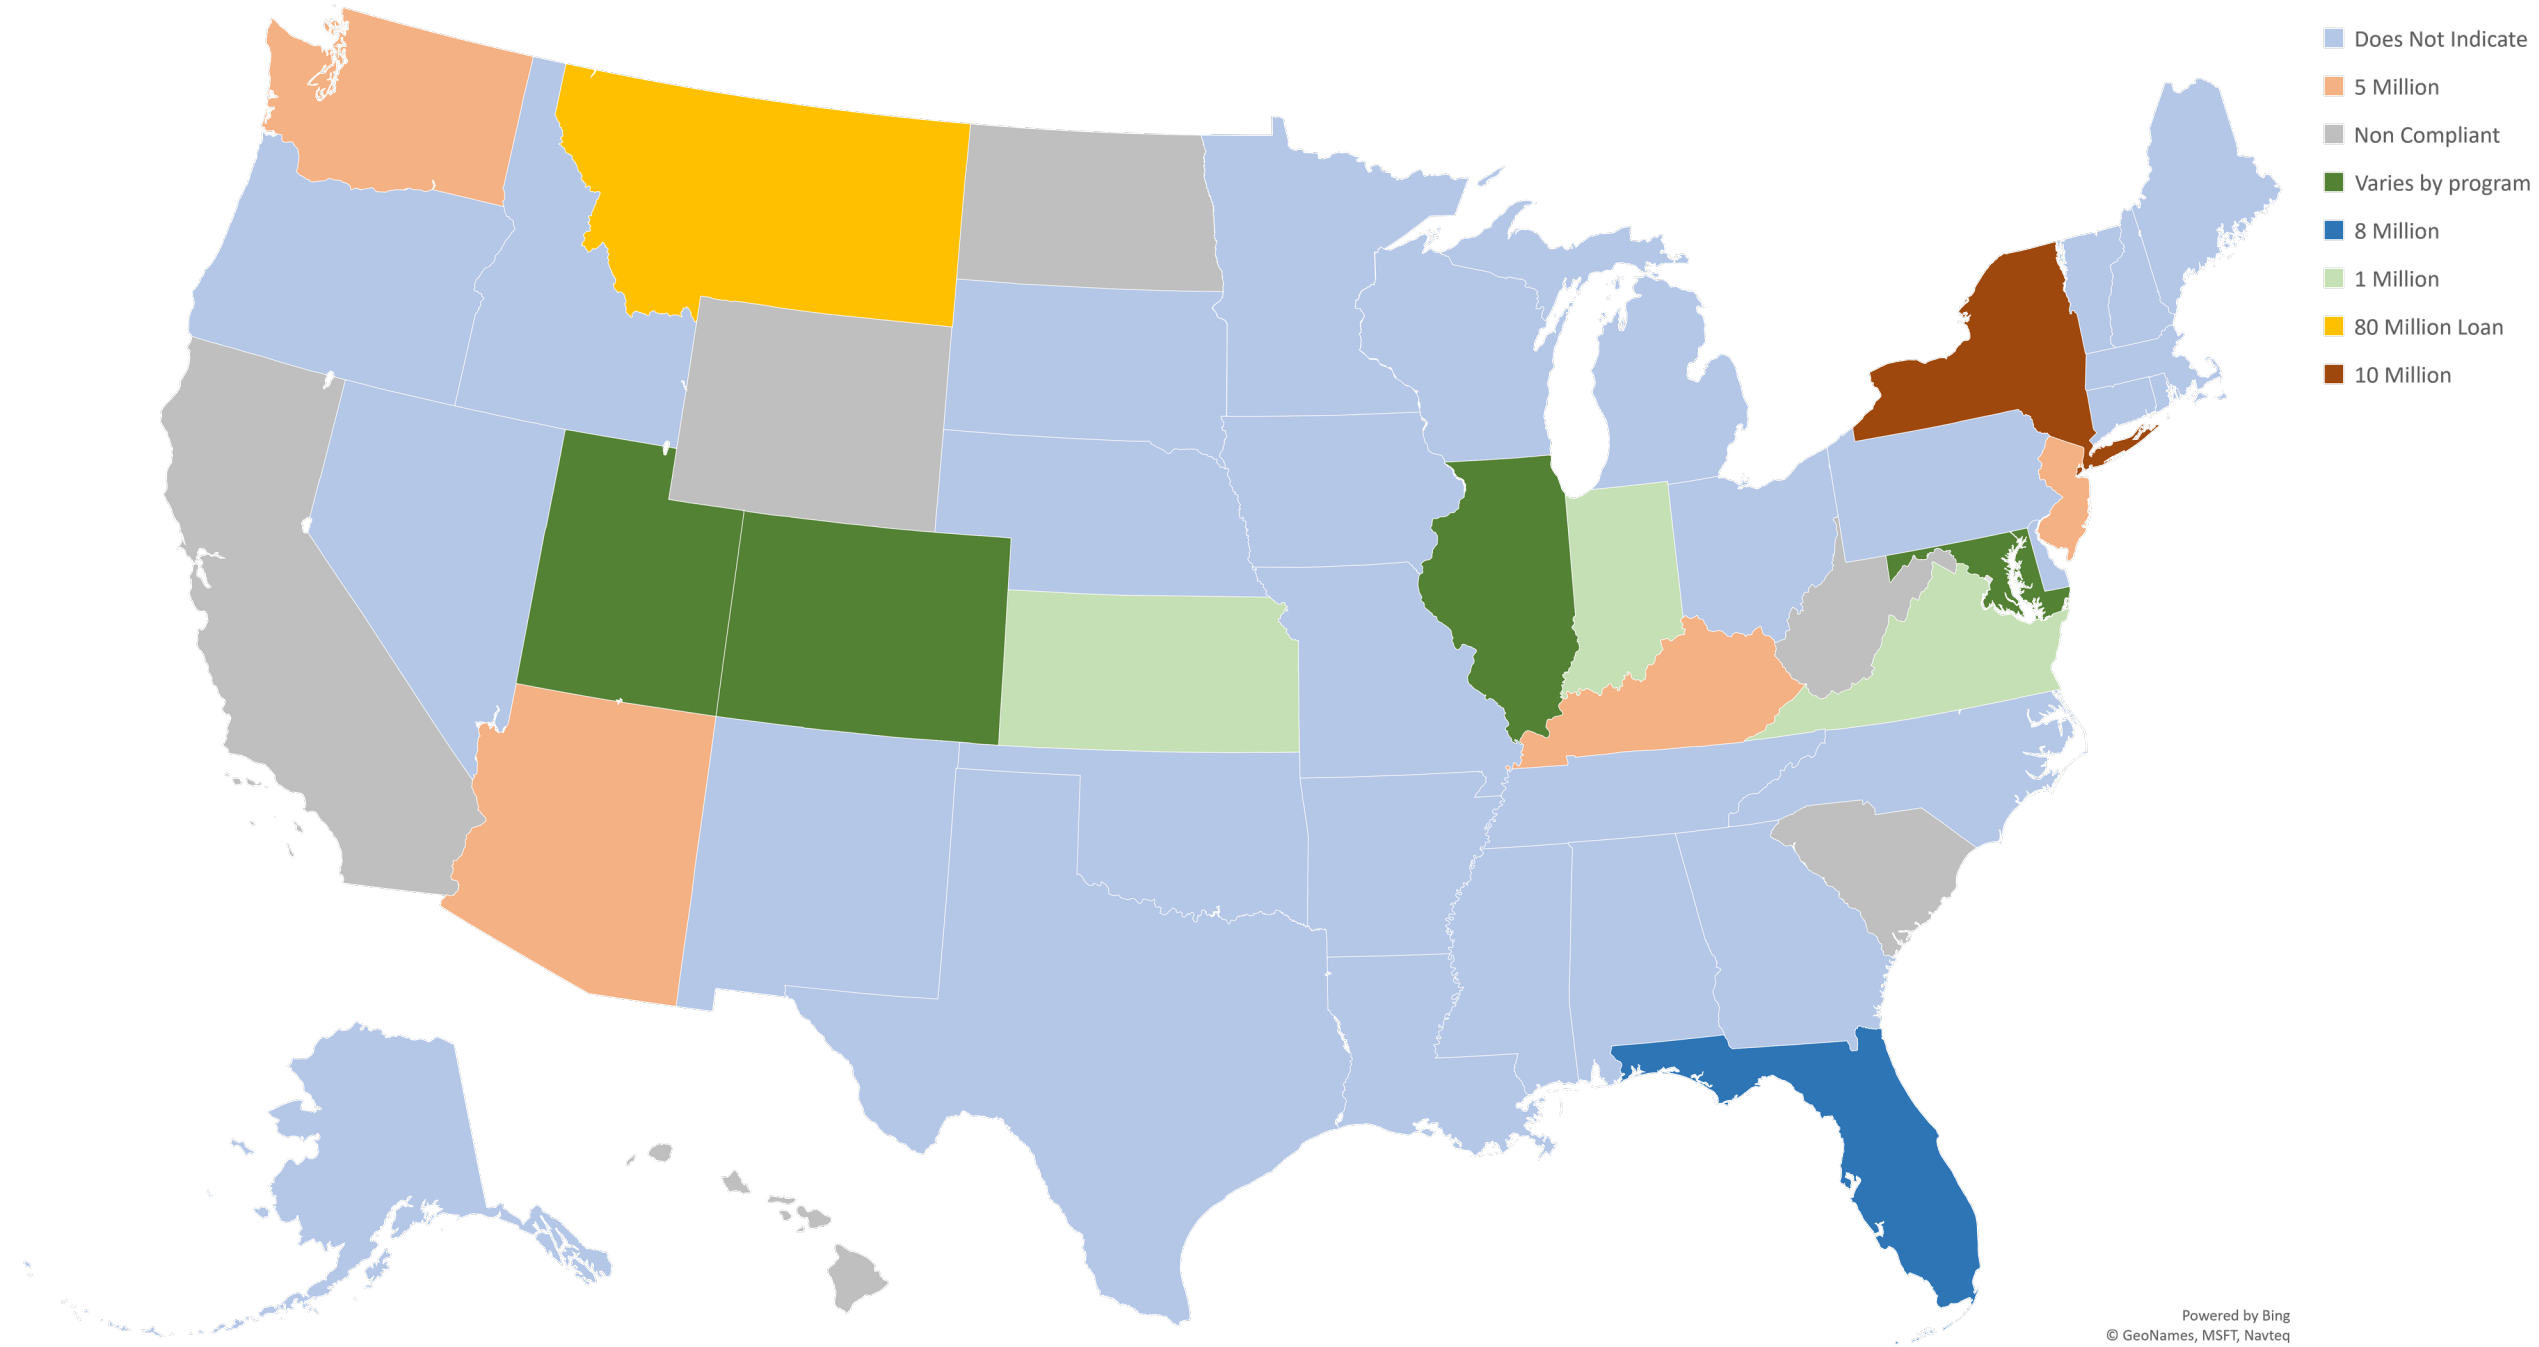 Does Not Indicate
5 Million
Non Compliant
Varies by program
8 Million
1 Million
80 Million Loan
10 Million
Powered by Bing
© GeoNames, MSFT, Navteq